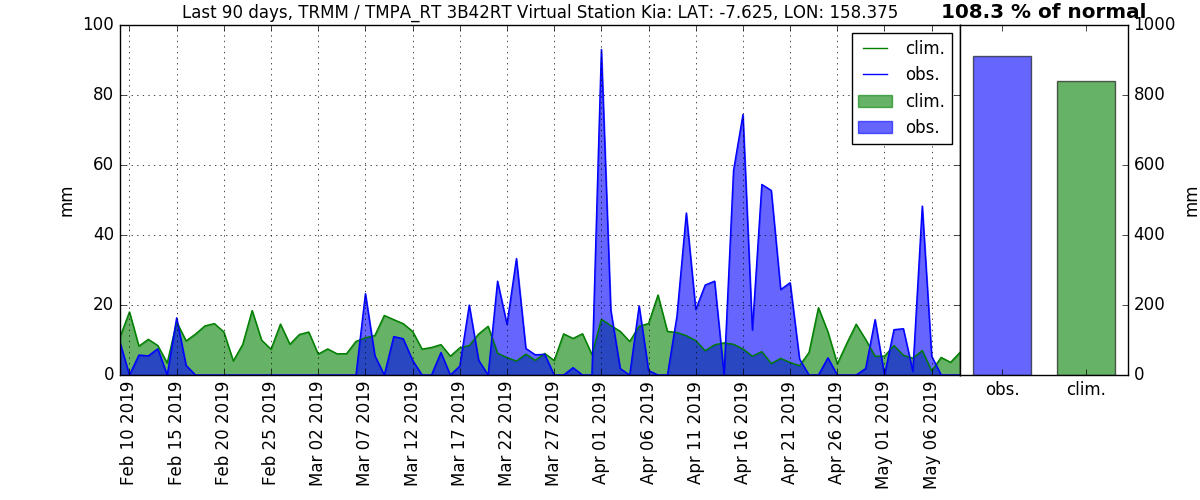 Last 90 days, TRMM / TMPA_RT 3B42RT Virtual Station Kia: LAT: -7.625, LON: 158.375
108.3 % of normal
100
80
60
40
20
0
mm
clim.
obs.
clim.
obs.
1000
800
600
400
200
0
mm
obs.
clim.
Feb 10 2019
Feb 15 2019
Feb 20 2019
Feb 25 2019
Mar 02 2019
Mar 07 2019
Mar 12 2019
Mar 17 2019
Mar 22 2019
Mar 27 2019
Apr 01 2019
Apr 06 2019
Apr 11 2019
Apr 16 2019
Apr 21 2019
Apr 26 2019
May 01 2019
May 06 2019